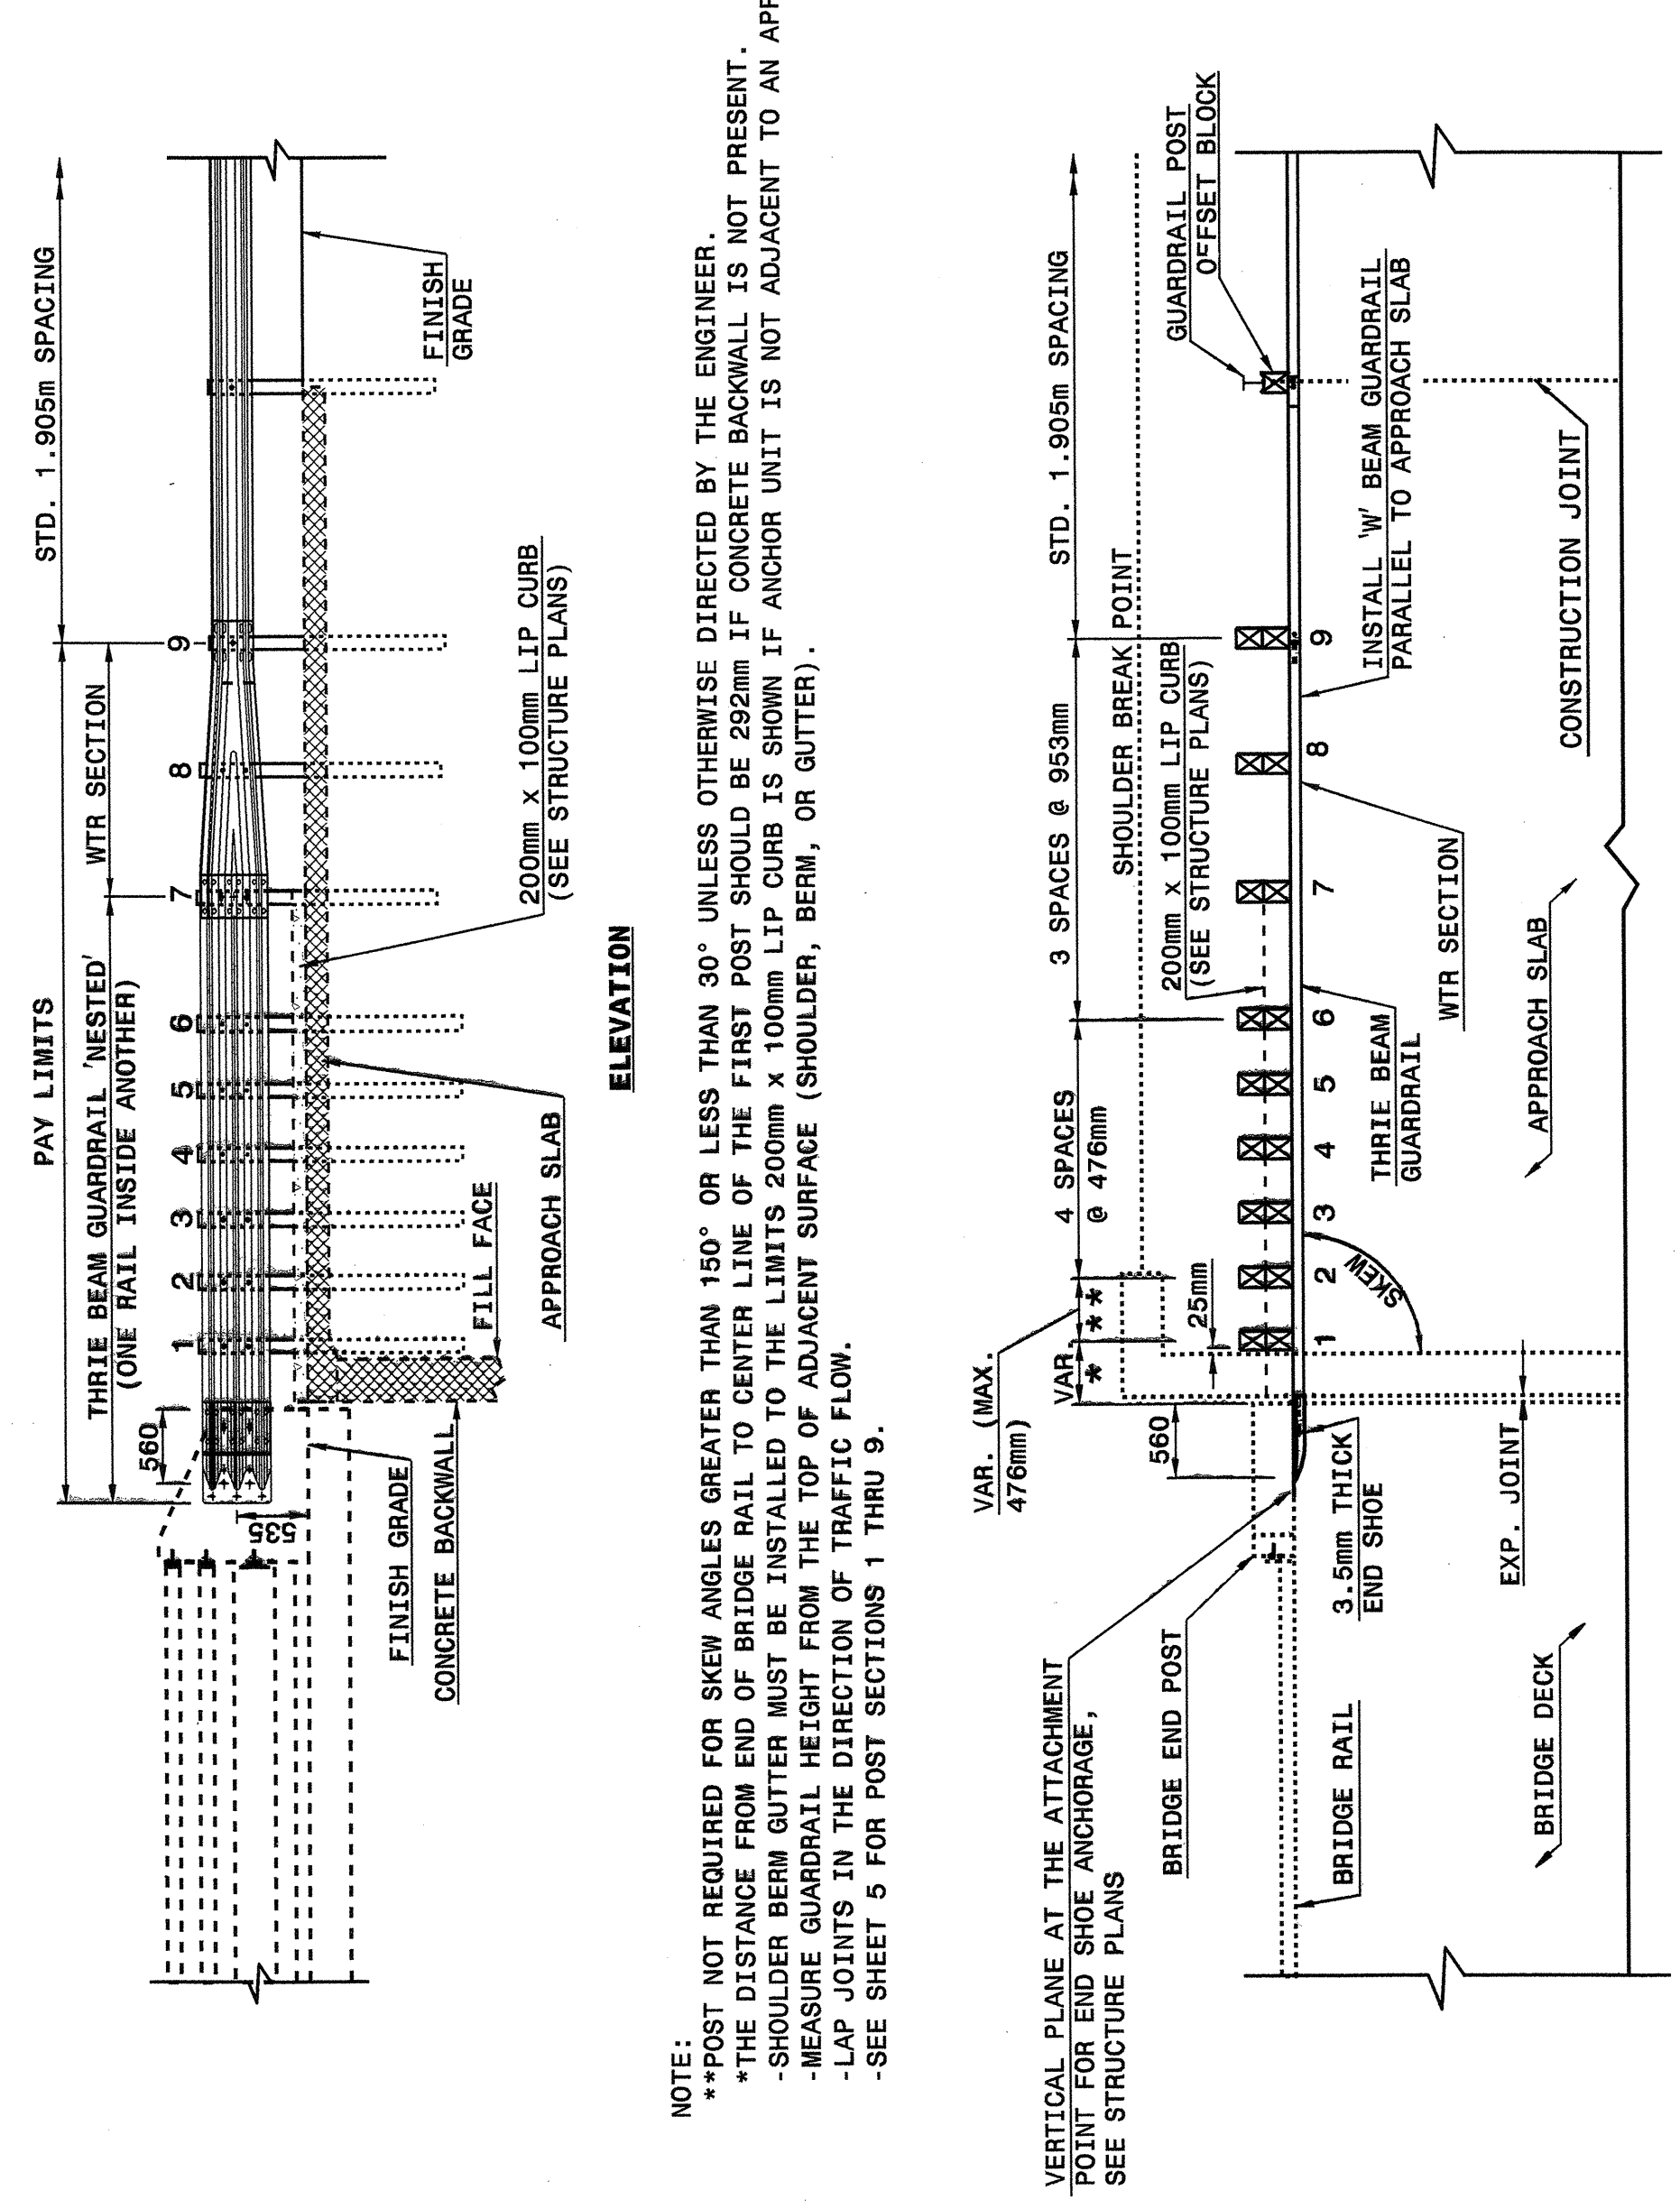 PAY LIMITS
STD. 1.905m SPACING
THRIE BEAM GUARDRAIL 'NESTED'
(ONE RAIL INSIDE ANOTHER)
WTR SECTION
560
1
2
3
4
5
6
7
8
9
535
FINISH GRADE
CONCRETE BACKWALL
FILL FACE
APPROACH SLAB
200mm X 100mm LIP CURB
(SEE STRUCTURE PLANS)
FINISH
GRADE
ELEVATION
NOTE:
**POST NOT REQUIRED FOR SKEW ANGLES GREATER THAN 150° OR LESS THAN 30° UNLESS OTHERWISE DIRECTED BY THE ENGINEER.
*THE DISTANCE FROM END OF BRIDGE RAIL TO CENTER LINE OF THE FIRST POST SHOULD BE 292mm IF CONCRETE BACKWALL IS NOT PRESENT.
-SHOULDER BERM GUTTER MUST BE INSTALLED TO THE LIMITS 200mm x 100mm LIP CURB IS SHOWN IF ANCHOR UNIT IS NOT ADJACENT TO AN
-MEASURE GUARDRAIL HEIGHT FROM THE TOP OF ADJACENT SURFACE (SHOULDER, BERM, OR GUTTER).
-LAP JOINTS IN THE DIRECTION OF TRAFFIC FLOW.
-SEE SHEET 5 FOR POST SECTIONS 1 THRU 9.
VAR. (MAX.
476mm)
VAR.
*
**
4 SPACES
@ 476mm
3 SPACES @ 953mm
STD. 1.905m SPACING
SHOULDER BREAK POINT
200mm X 100mm LIP CURB
(SEE STRUCTURE PLANS)
GUARDRAIL POST
OFFSET BLOCK
560
25mm
VERTICAL PLANE AT THE ATTACHMENT
POINT FOR END SHOE ANCHORAGE,
SEE STRUCTURE PLANS
BRIDGE END POST
BRIDGE RAIL
1
2
3
4
5
6
7
8
9
SKEW
3.5mm THICK
END SHOE
THRIE BEAM
GUARDRAIL
WTR SECTION
INSTALL 'W' BEAM GUARDRAIL
PARALLEL TO APPROACH SLAB
EXP. JOINT
BRIDGE DECK
APPROACH SLAB
CONSTRUCTION JOINT